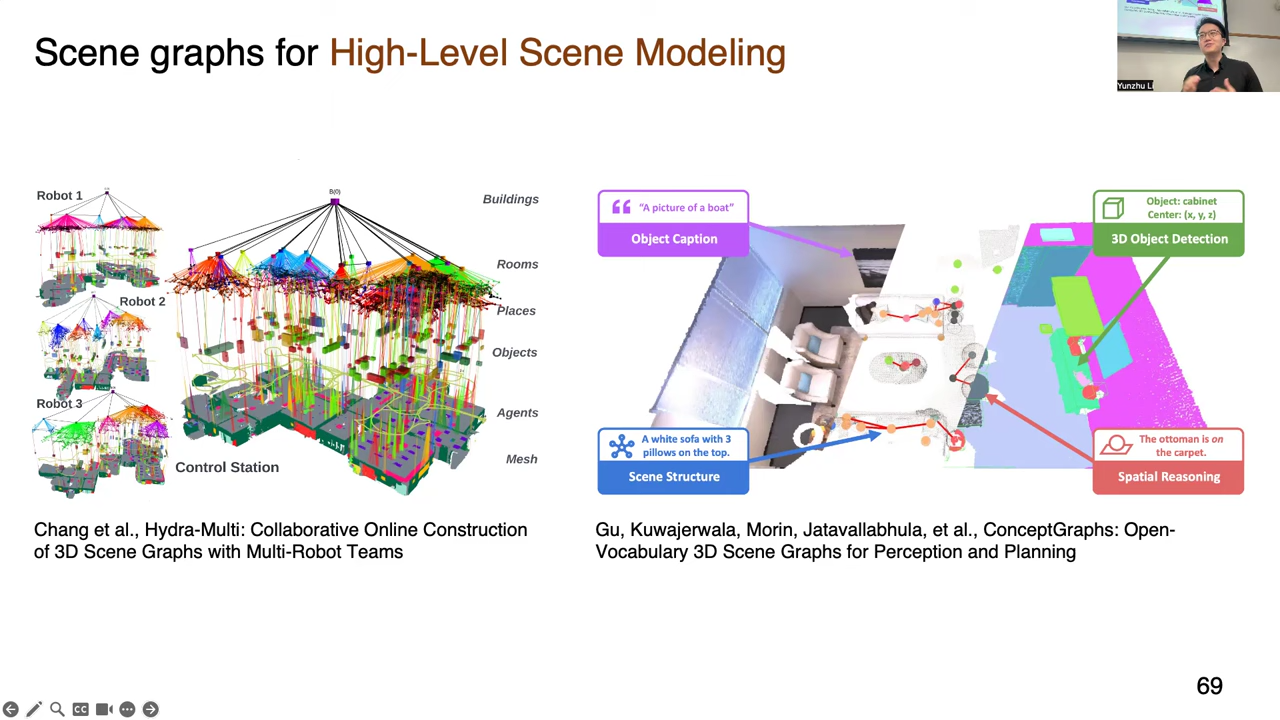 Scene graphs for High-Level Scene Modeling
Yunzhu Li
Robot 1
Robot 2
Robot 3
B(0)
Buildings
Rooms
Places
Objects
Agents
Mesh
Control Station
“A picture of a boat”
Object Caption
Object: cabinet
Center: (x, y, z)
3D Object Detection
A white sofa with 3
pillows on the top.
Scene Structure
The ottoman is on
the carpet.
Spatial Reasoning
Chang et al., Hydra-Multi: Collaborative Online Construction
of 3D Scene Graphs with Multi-Robot Teams
Gu, Kuwajerwala, Morin, Jatavallabhula, et al., ConceptGraphs: Open-
Vocabulary 3D Scene Graphs for Perception and Planning
69
CC